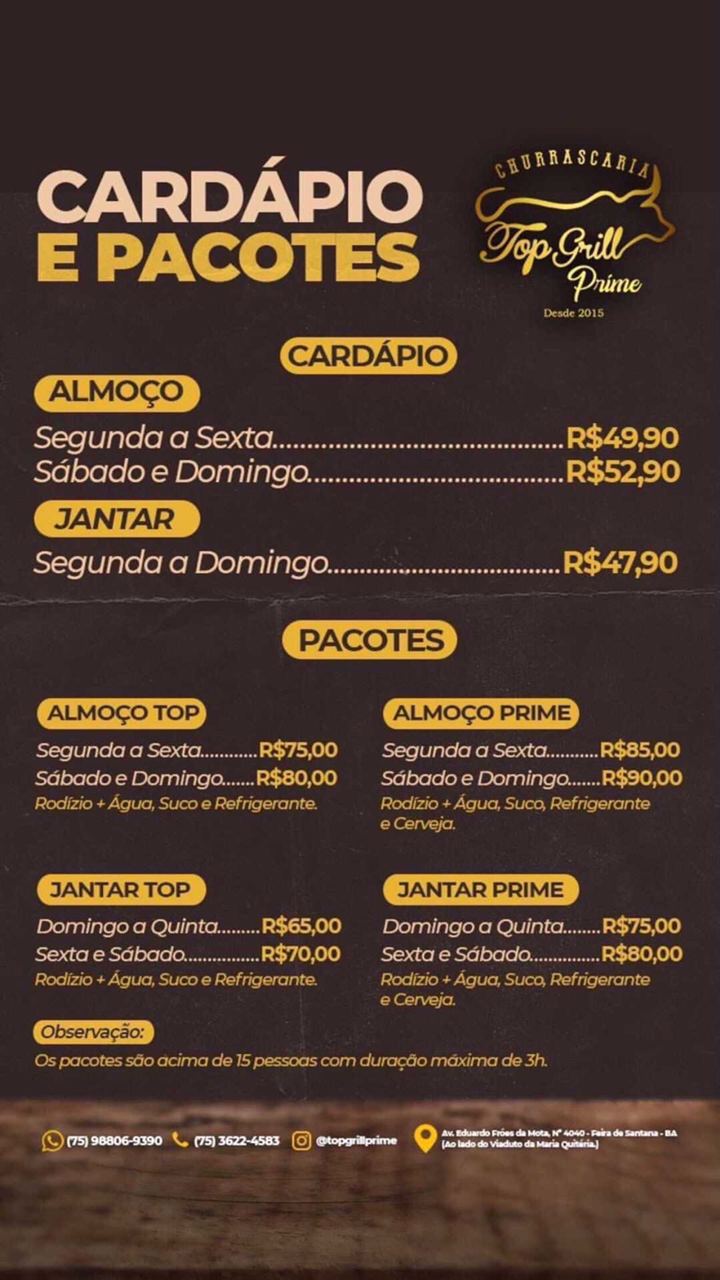 CARDÁPIO
E PACOTES
CHURRASCARIA
Top Grill
Prime
Desde 2015
CARDÁPIO
ALMOÇO
Segunda a Sexta............................................R$49,90
Sábado e Domingo.......................................R$52,90
JANTAR
Segunda a Domingo....................................R$47,90
PACOTES
ALMOÇO TOP
Segunda a Sexta............R$75,00
Sábado e Domingo.......R$80,00
Rodízio + Água, Suco e Refrigerante.
ALMOÇO PRIME
Segunda a Sexta...........R$85,00
Sábado e Domingo.......R$90,00
Rodízio + Água, Suco, Refrigerante
e Cerveja.
JANTAR TOP
Domingo a Quinta.........R$65,00
Sexta e Sábado................R$70,00
Rodízio + Água, Suco e Refrigerante.
JANTAR PRIME
Domingo a Quinta........R$75,00
Sexta e Sábado...............R$80,00
Rodízio + Água, Suco, Refrigerante
e Cerveja.
Observação:
Os pacotes são acima de 15 pessoas com duração máxima de 3h.
(75) 98806-9390 (75) 3622-4583 @topgrillprime
Av. Eduardo Fróes da Mota, Nº 4040 - Feira de Santana - BA
(Ao lado do Viaduto da Maria Quitéria.)